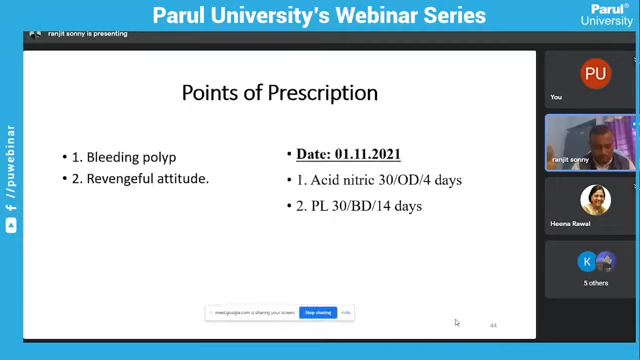 Parul University's Webinar Series
Parul®
University
ranjit sonny is presenting
Points of Prescription
• 1. Bleeding polyp
• 2. Revengeful attitude.
• Date: 01.11.2021
• 1. Acid nitric 30/OD/4 days
• 2. PL 30/BD/14 days
meet.google.com is sharing your screen.
Stop sharing
Hide
44
PU
You
ranjit sonny
Heena Rawal
K
5 others
/puwebinar